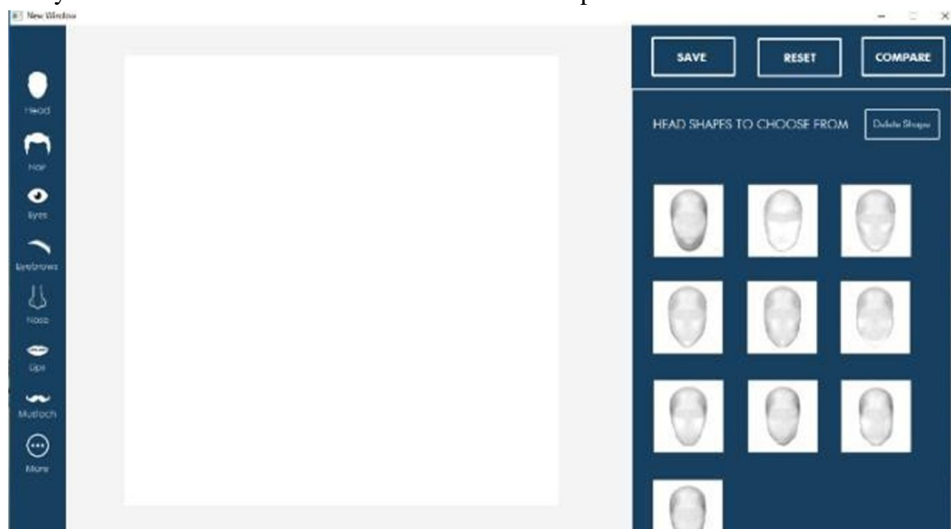 New Window
SAVE RESET COMPARE
HEAD SHAPES TO CHOOSE FROM Delete Shape
Head
Hair
Eyes
Eyebrows
Nose
Lips
Mustach
More